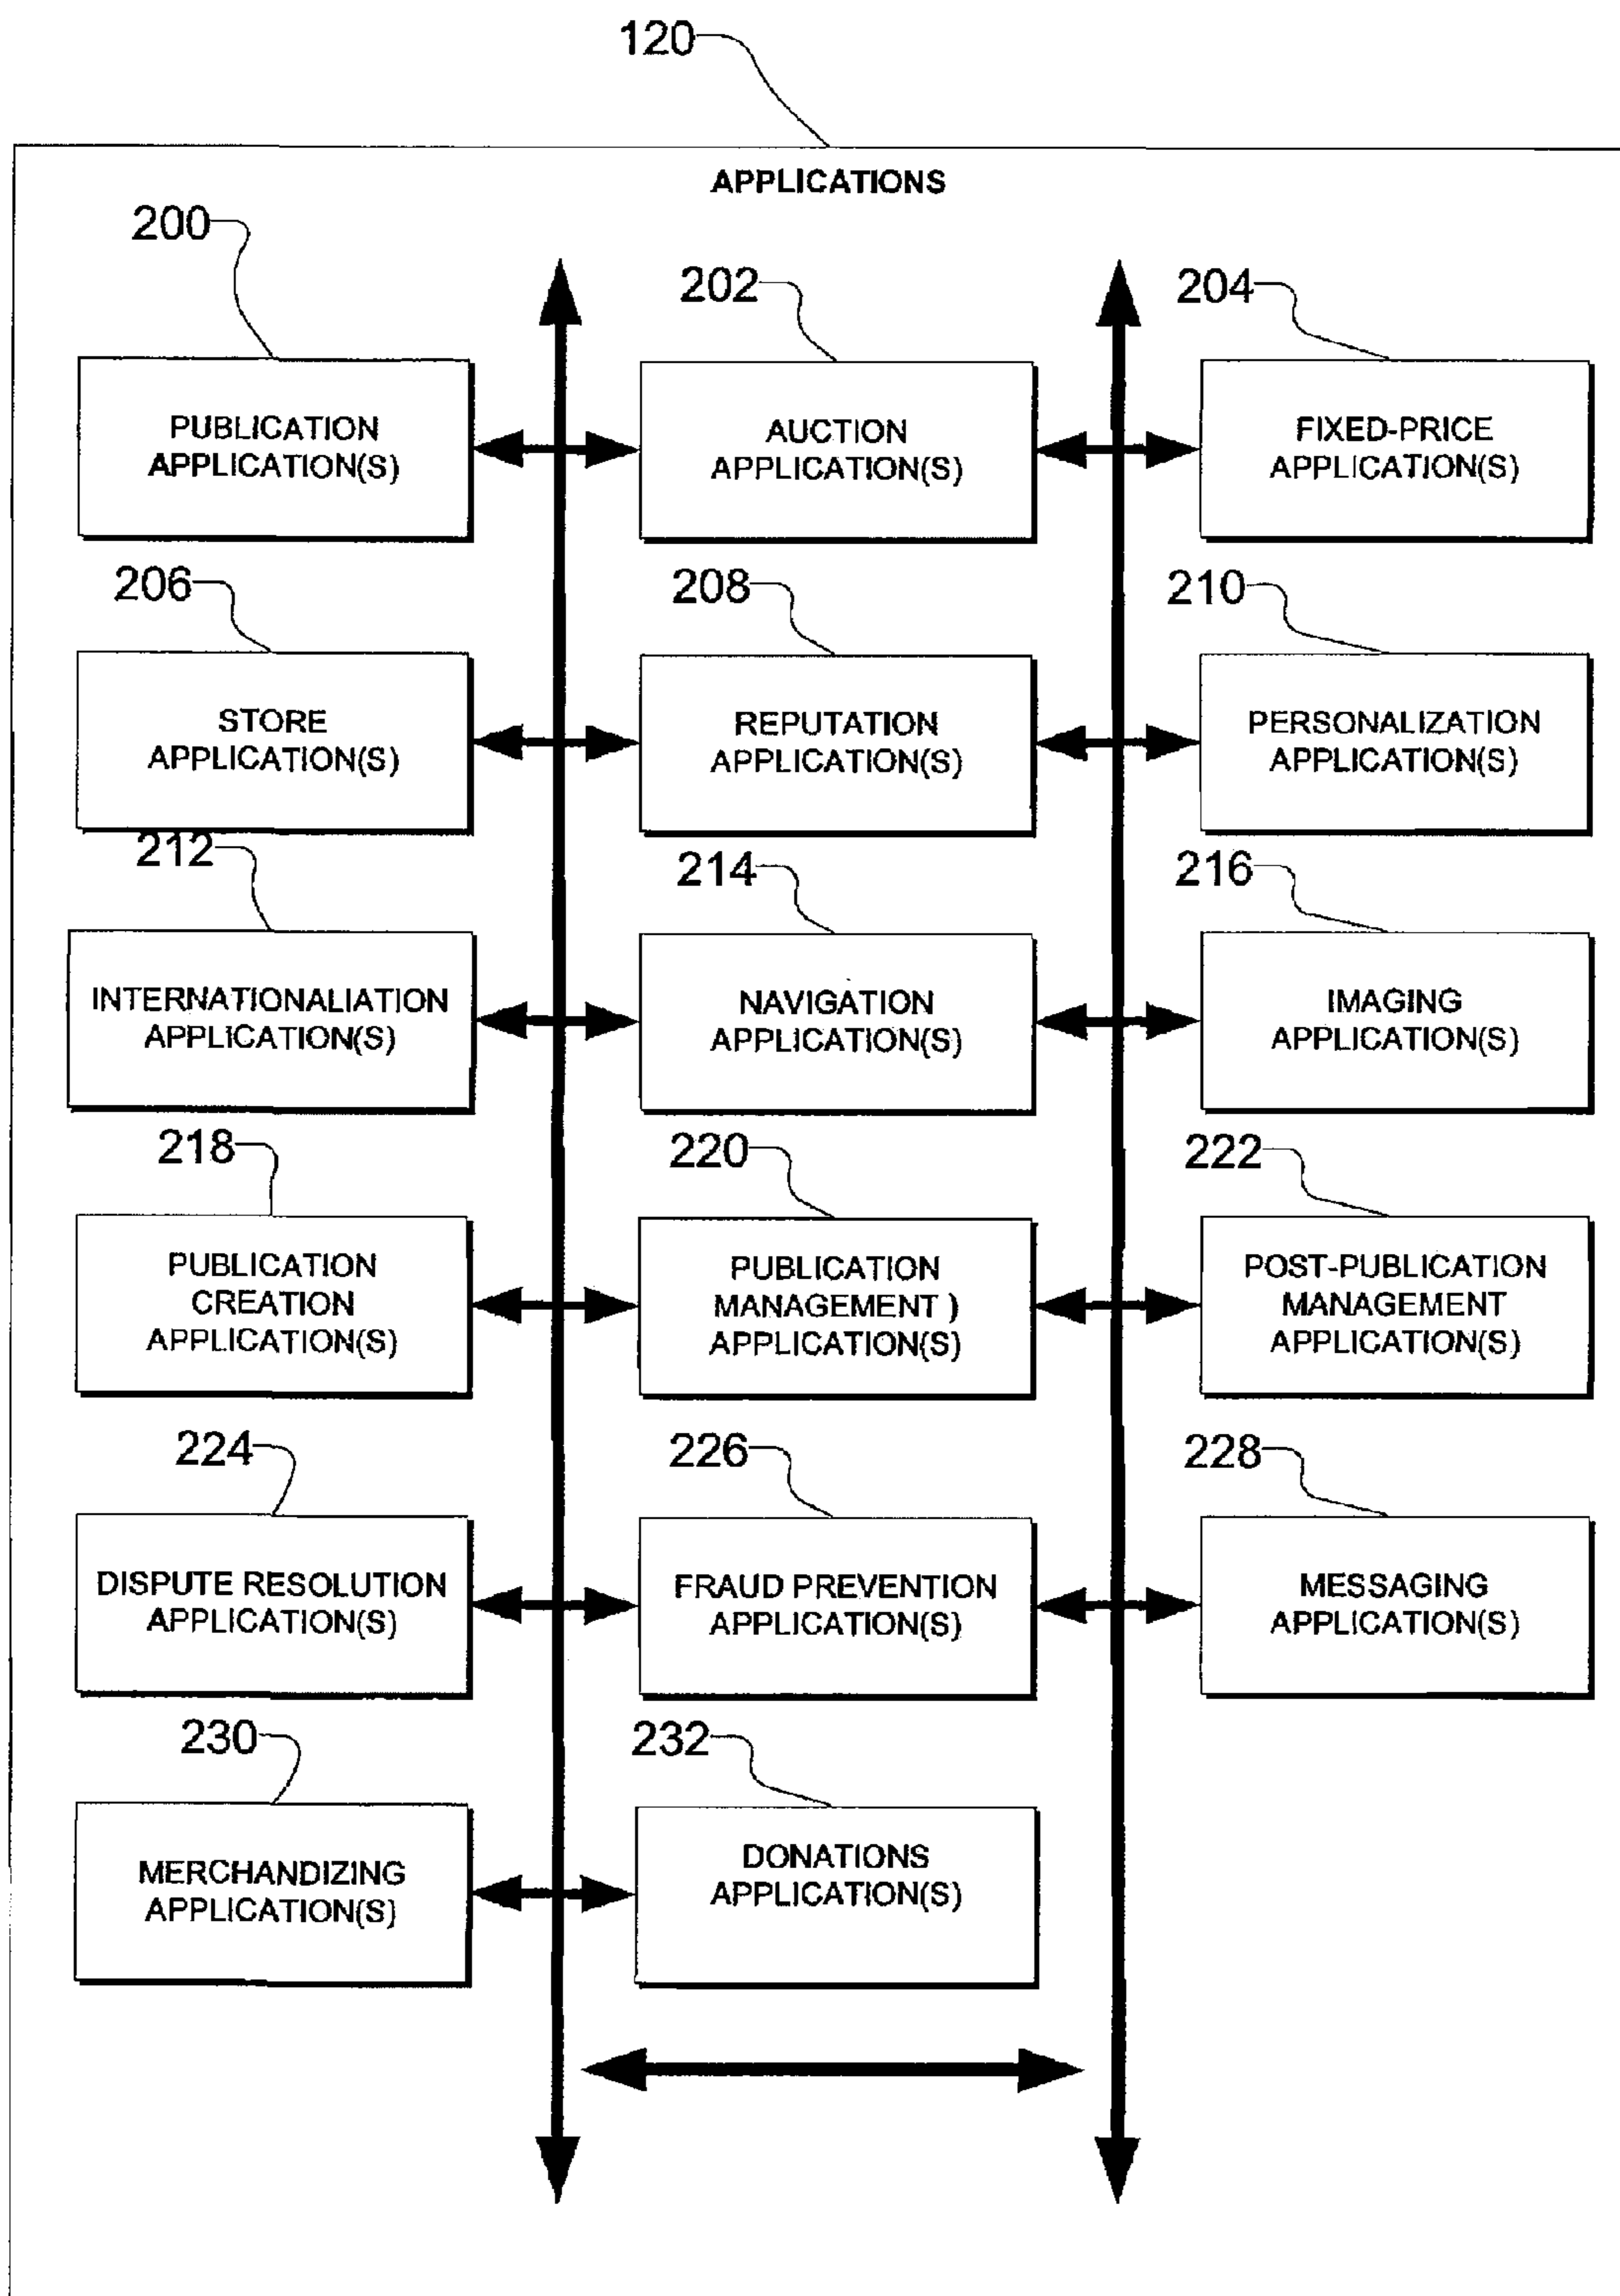 120
APPLICATIONS
200
202
204
PUBLICATION
APPLICATION(S)
AUCTION
APPLICATION(S)
FIXED-PRICE
APPLICATION(S)
206
208
210
STORE
APPLICATION(S)
REPUTATION
APPLICATION(S)
PERSONALIZATION
APPLICATION(S)
212
214
216
INTERNATIONALIATION
APPLICATION(S)
NAVIGATION
APPLICATION(S)
IMAGING
APPLICATION(S)
218
220
222
PUBLICATION
CREATION
APPLICATION(S)
PUBLICATION
MANAGEMENT )
APPLICATION(S)
POST-PUBLICATION
MANAGEMENT
APPLICATION(S)
224
226
228
DISPUTE RESOLUTION
APPLICATION(S)
FRAUD PREVENTION
APPLICATION(S)
MESSAGING
APPLICATION(S)
230
232
MERCHANDIZING
APPLICATION(S)
DONATIONS
APPLICATION(S)